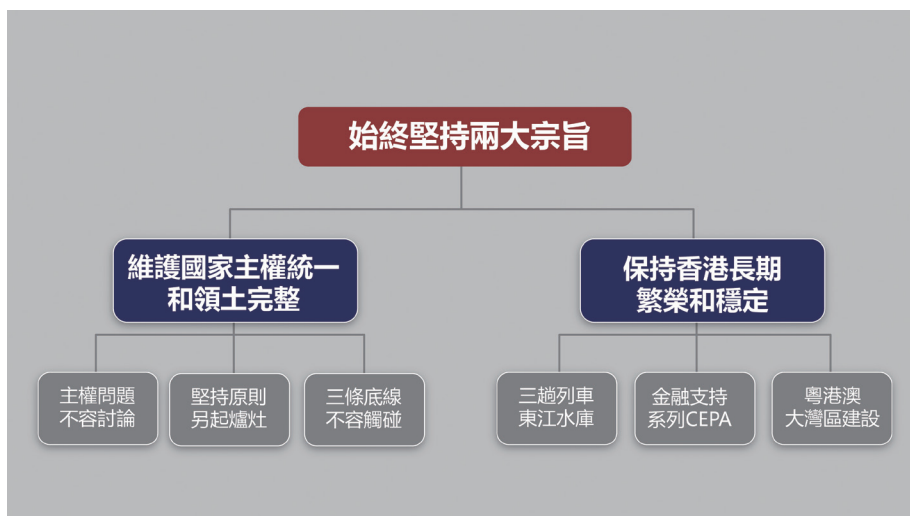 始終堅持兩大宗旨
維護國家主權統一
和領土完整
保持香港長期
繁榮和穩定
主權問題
不容討論
堅持原則
另起爐灶
三條底線
不容觸碰
三趟列車
東江水庫
金融支持
系列CEPA
粵港澳
大灣區建設